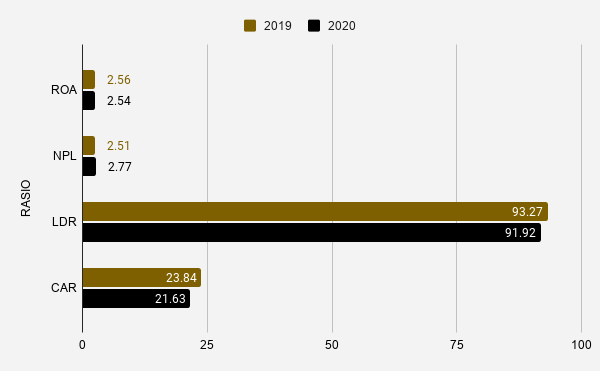 2019 2020
ROA 2.56
2.54
NPL 2.51
2.77
RASIO
LDR 93.27
91.92
CAR 23.84
21.63
0 25 50 75 100